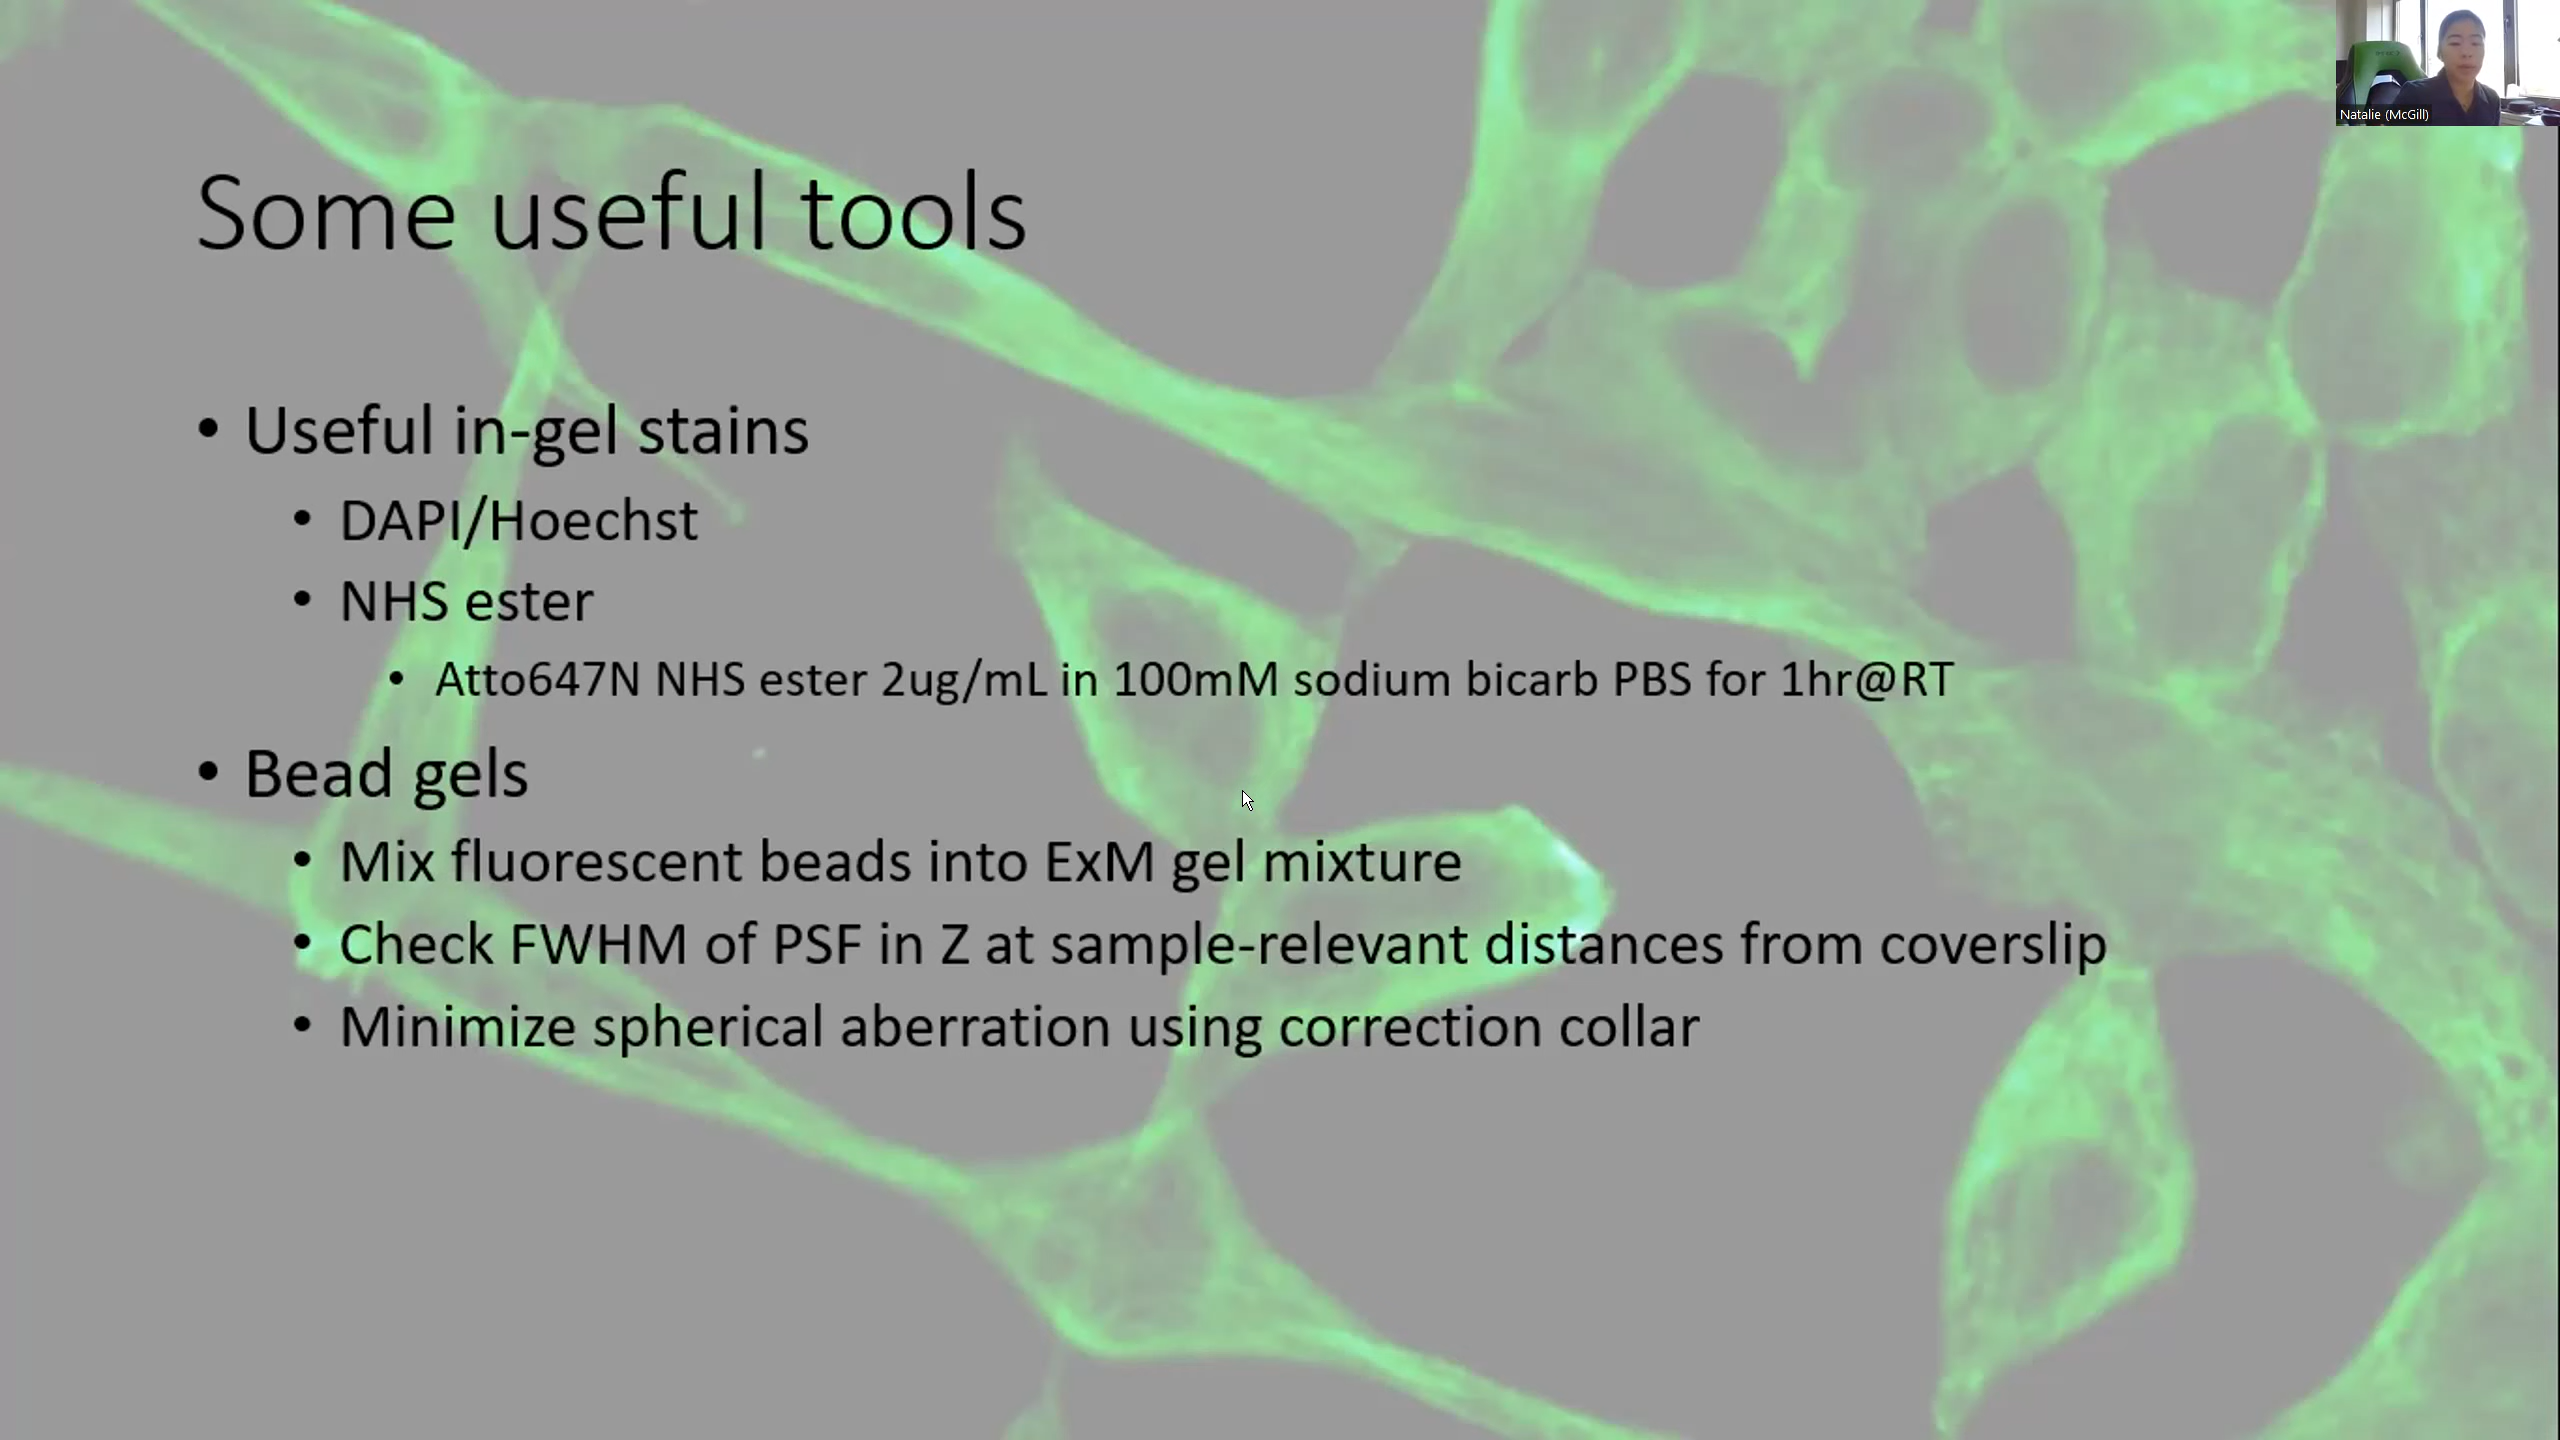 Natalie (McGill)
Some useful tools
• Useful in-gel stains
• DAPI/Hoechst
• NHS ester
• Atto647N NHS ester 2ug/mL in 100mM sodium bicarb PBS for 1hr@RT
• Bead gels
• Mix fluorescent beads into ExM gel mixture
• Check FWHM of PSF in Z at sample-relevant distances from coverslip
• Minimize spherical aberration using correction collar